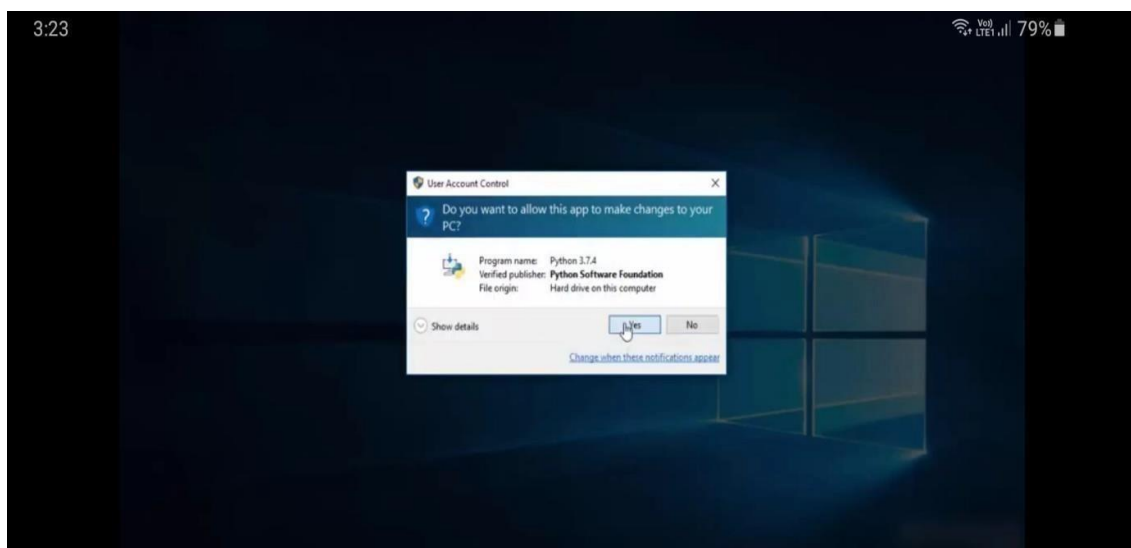 3:23
Vo))
LTE1
79%
User Account Control
Do you want to allow this app to make changes to your
PC?
Program name: Python 3.7.4
Verified publisher: Python Software Foundation
File origin: Hard drive on this computer
Show details
Yes
No
Change when these notifications appear